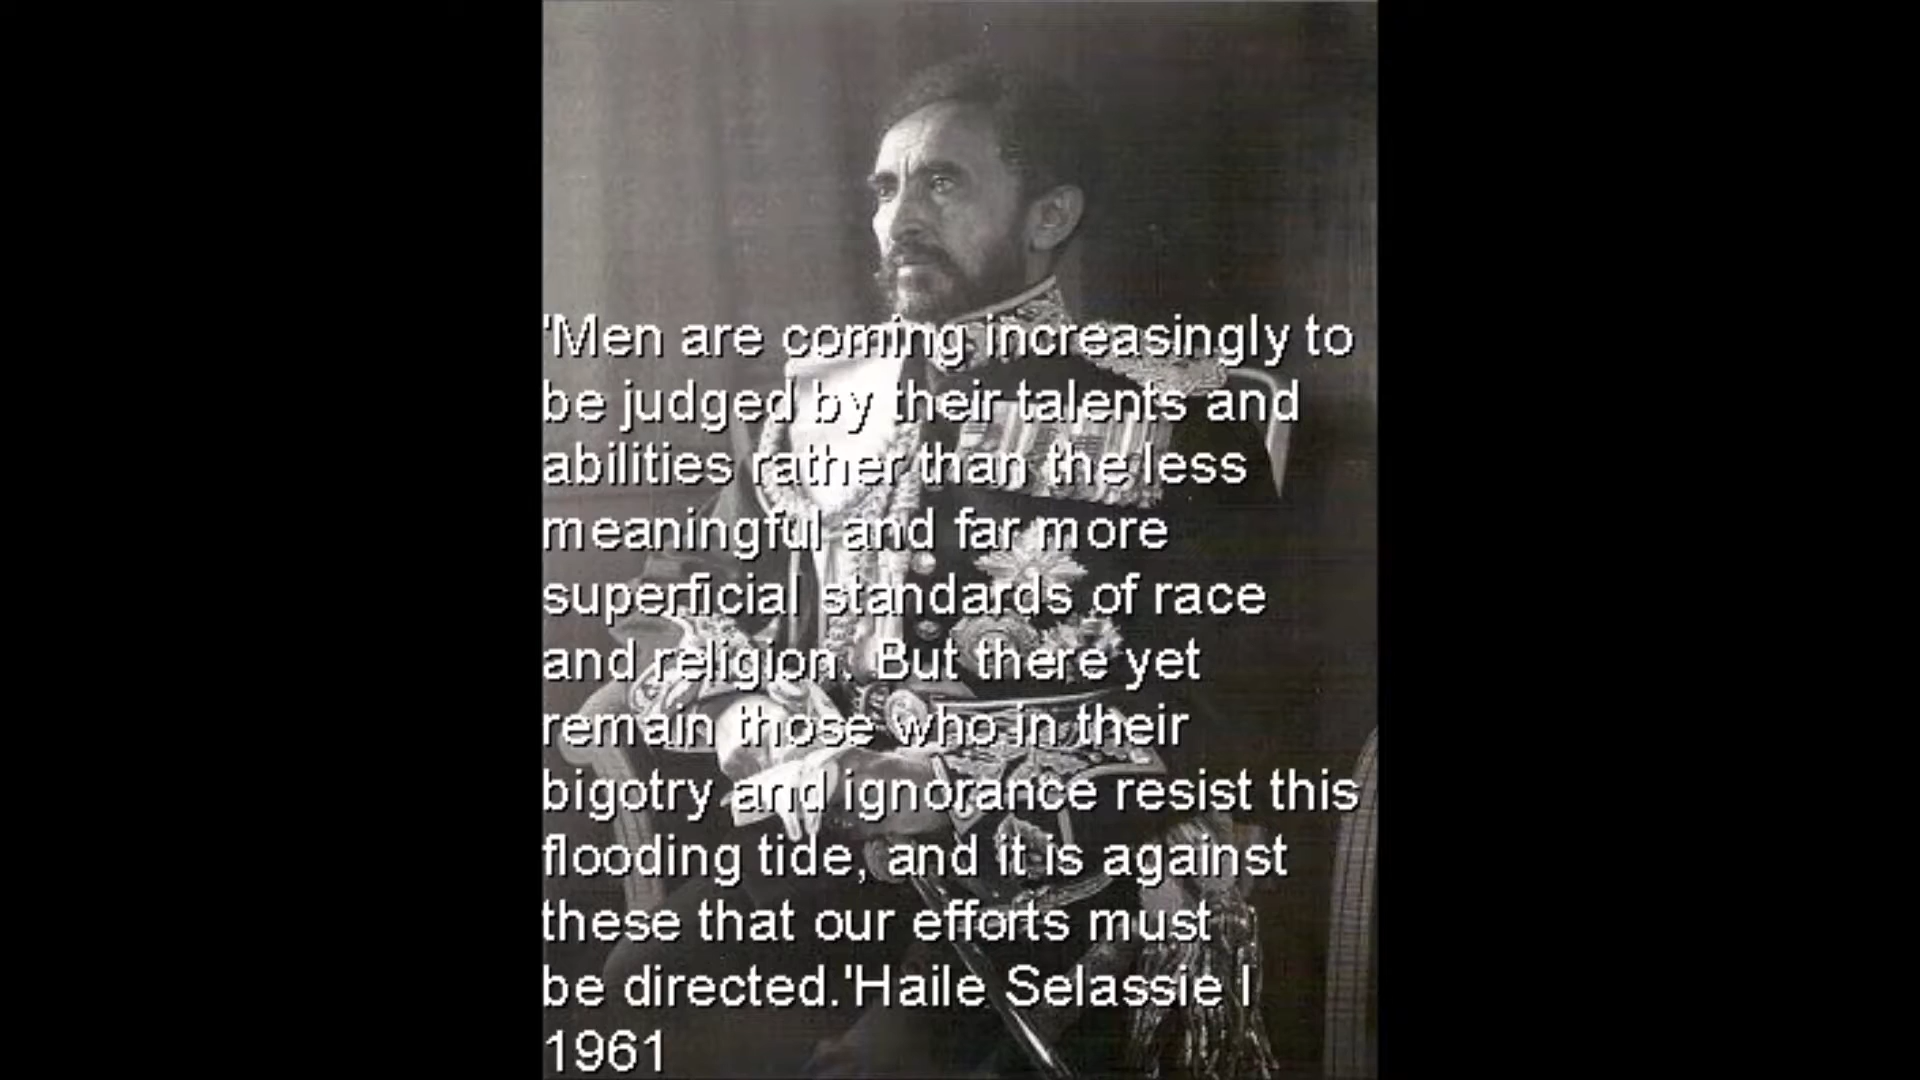 'Men are coming increasingly to
be judged by their talents and
abilities rather than the less
meaningful and far more
superficial standards of race
and religion. But there yet
remain those who in their
bigotry and ignorance resist this
flooding tide, and it is against
these that our efforts must
be directed.'Haile Selassie I
1961